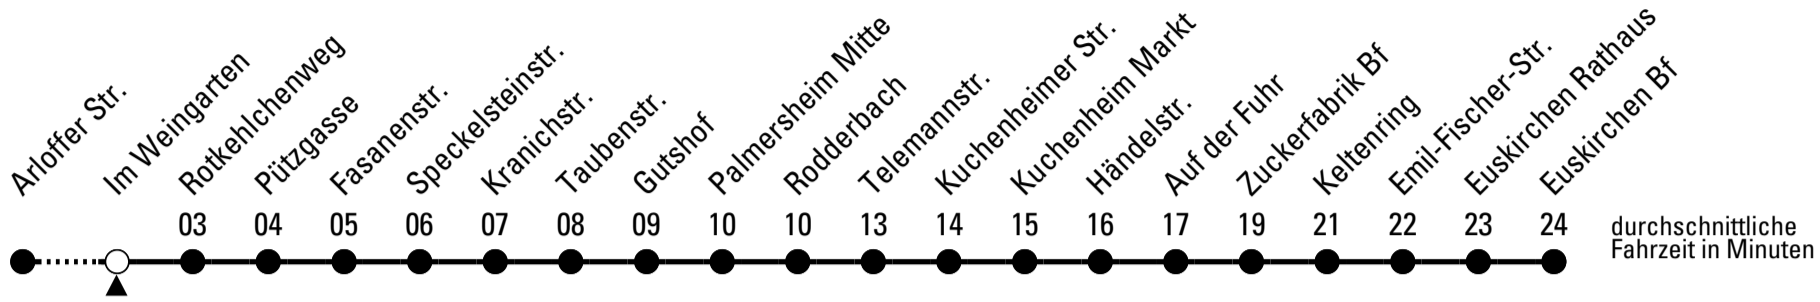 Arloffer Str.
Im Weingarten
Rotkehlchenweg
Pützgasse
Fasanenstr.
Speckelsteinstr.
Kranichstr.
Taubenstr.
Gutshof
Palmersheim Mitte
Rodderbach
Telemannstr.
Kuchenheimer Str.
Kuchenheim Markt
Händelstr.
Auf der Fuhr
Zuckerfabrik Bf
Keltenring
Emil-Fischer-Str.
Euskirchen Rathaus
Euskirchen Bf
03 04 05 06 07 08 09 10 10 13 14 15 16 17 19 21 22 23 24
durchschnittliche
Fahrzeit in Minuten